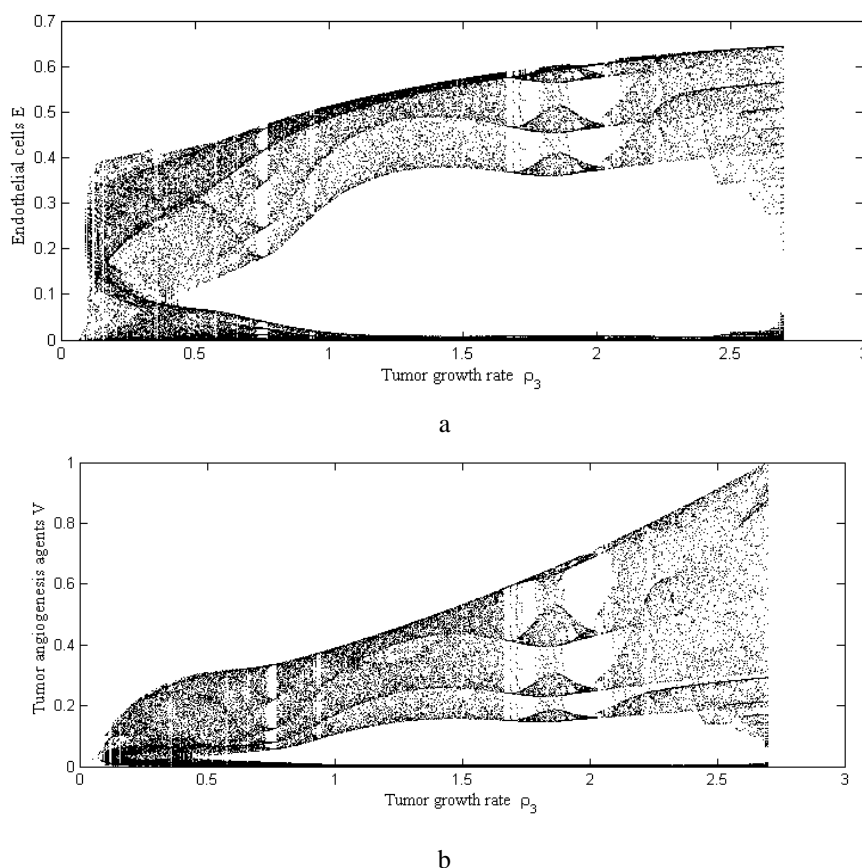 0.7
0.6
0.5
0.4
0.3
0.2
0.1
0
Endothelial cells E
0 0.5 1 1.5 2 2.5 3
Tumor growth rate ρ3
a
1
0.8
0.6
0.4
0.2
0
Tumor angiogenesis agents V
0 0.5 1 1.5 2 2.5 3
Tumor growth rate ρ3
b